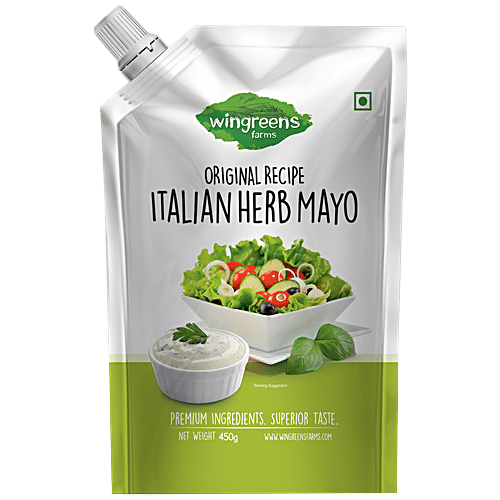 wingreens
farms
ORIGINAL RECIPE
ITALIAN HERB MAYO
*Serving Suggestion
PREMIUM INGREDIENTS. SUPERIOR TASTE.
NET WEIGHT 450g WWW.WINGREENSFARMS.COM